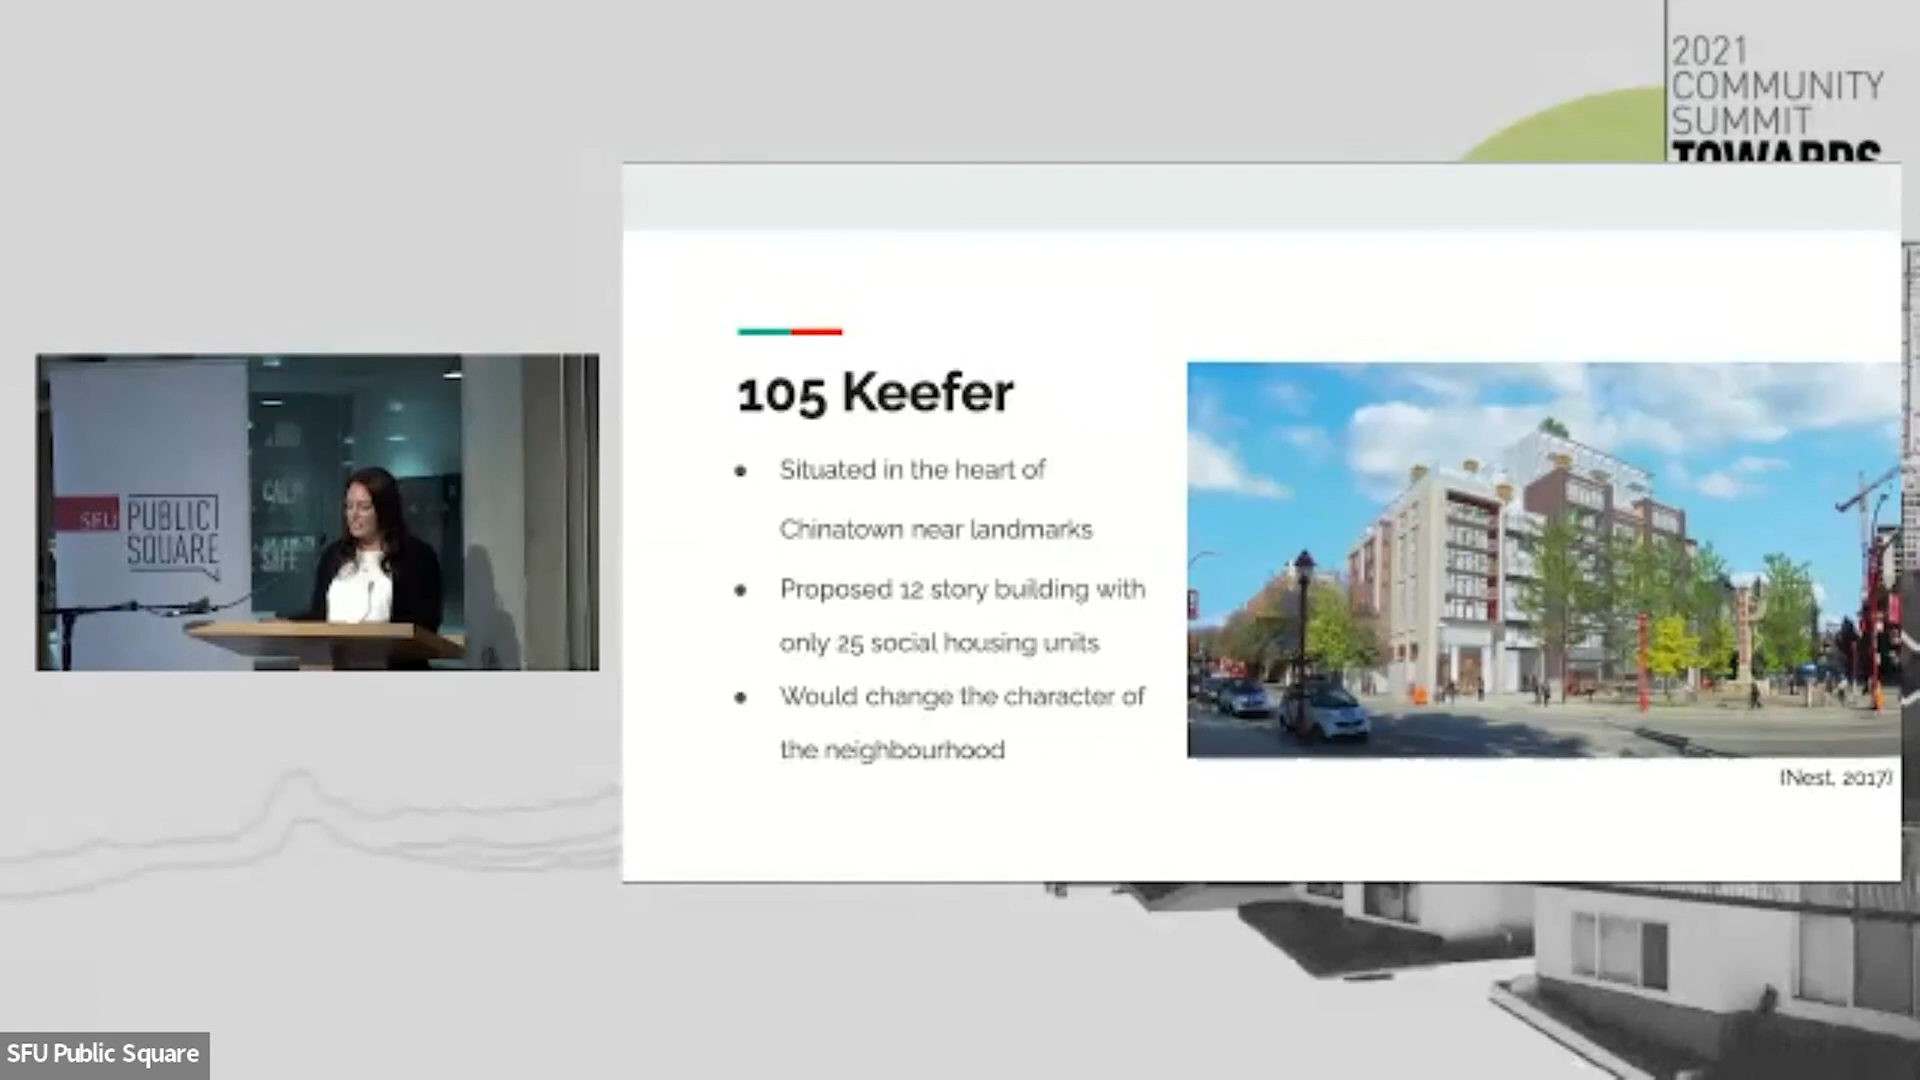 2021
COMMUNITY
SUMMIT
TOWARDS
SFU
PUBLIC
SQUARE
CALM
SAFE
105 Keefer
● Situated in the heart of
Chinatown near landmarks
● Proposed 12 story building with
only 25 social housing units
● Would change the character of
the neighbourhood
(Nest, 2017)
SFU Public Square